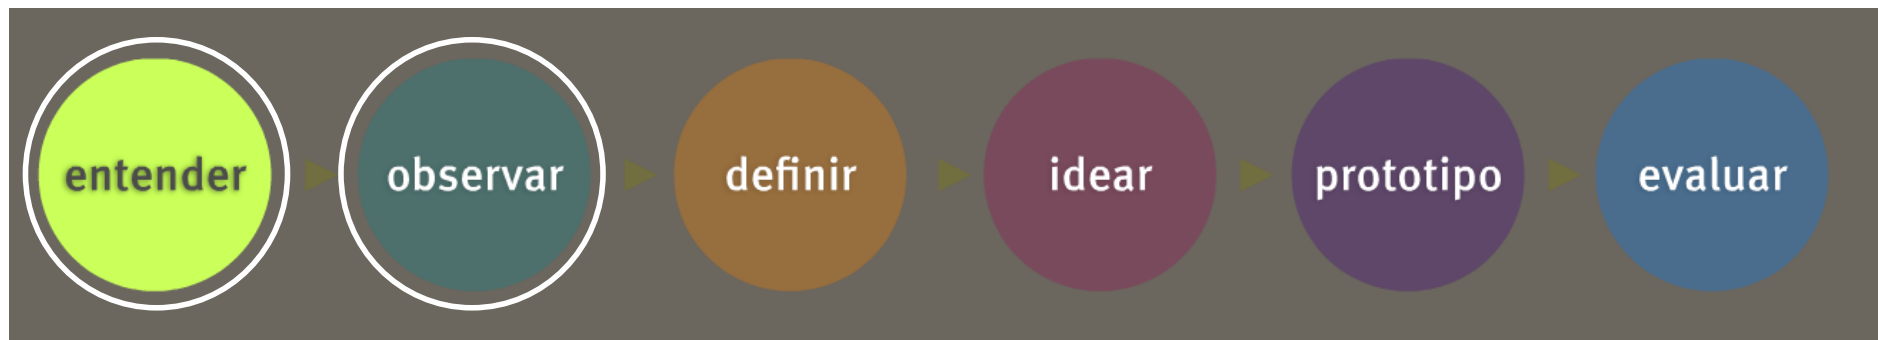 entender
observar
definir
idear
prototipo
evaluar